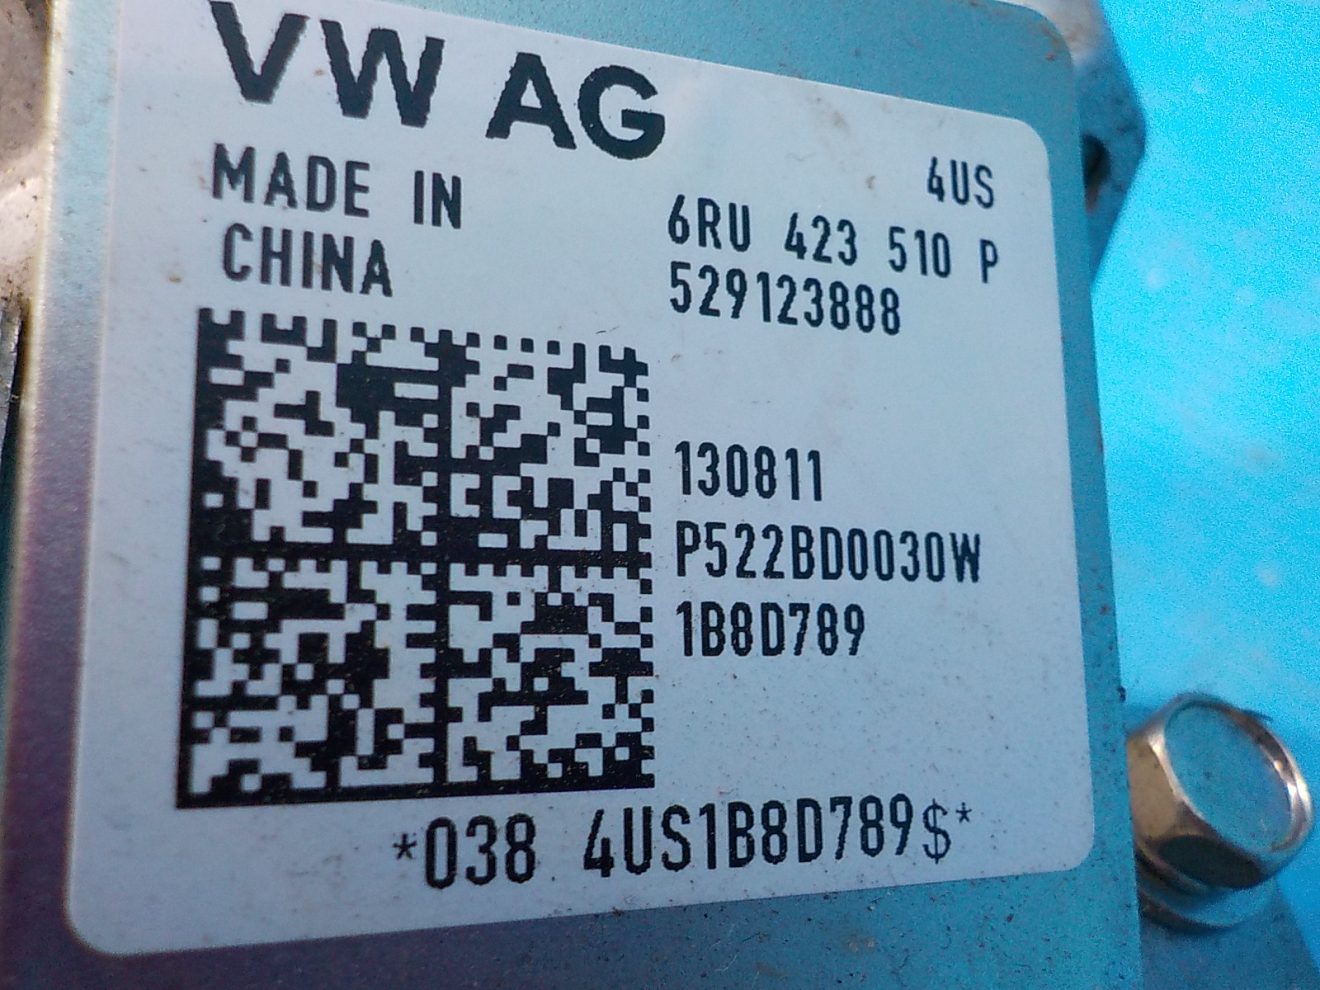 VW AG
4US
MADE IN
CHINA
6RU 423 510 P
529123888
130811
P522BD0030W
1B8D789
*038 4US1B8D789$*